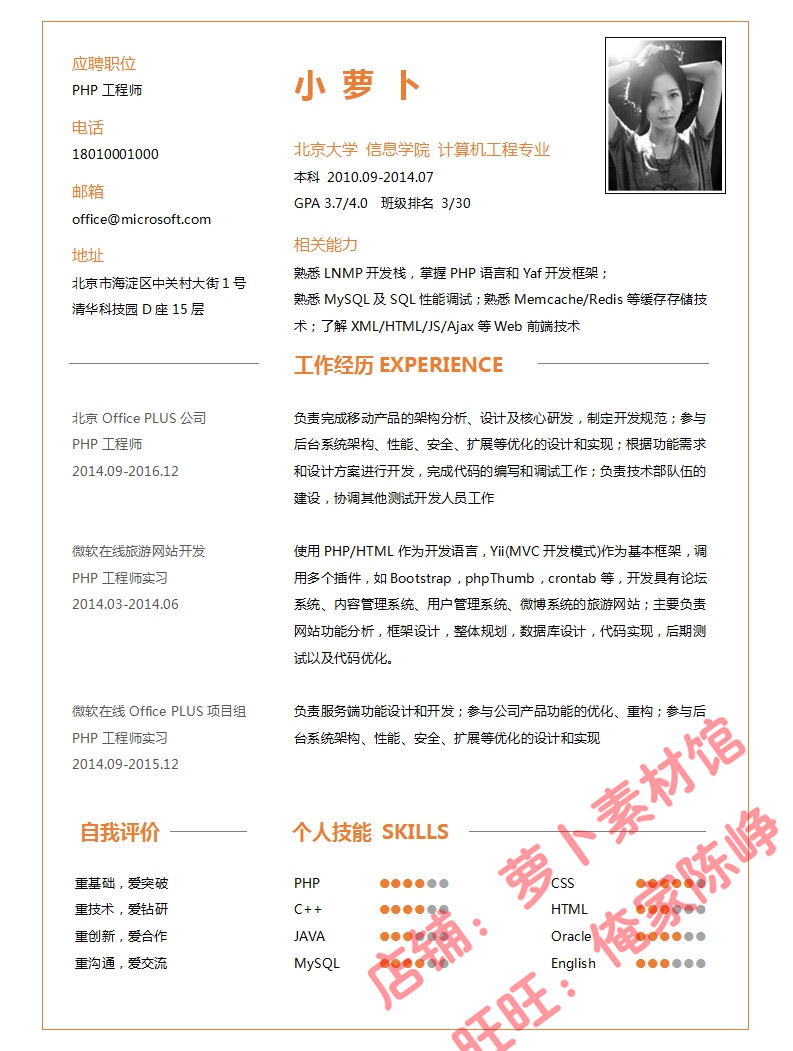 应聘职位
PHP 工程师
电话
18010001000
邮箱
office@microsoft.com
地址
北京市海淀区中关村大街 1 号
清华科技园 D 座 15 层
小 萝 卜
北京大学 信息学院 计算机工程专业
本科 2010.09-2014.07
GPA 3.7/4.0 班级排名 3/30
相关能力
熟悉 LNMP 开发栈，掌握 PHP 语言和 Yaf 开发框架；
熟悉 MySQL 及 SQL 性能调试；熟悉 Memcache/Redis 等缓存存储技
术；了解 XML/HTML/JS/Ajax 等 Web 前端技术
工作经历 EXPERIENCE
北京 Office PLUS 公司
PHP 工程师
2014.09-2016.12
负责完成移动产品的架构分析、设计及核心研发，制定开发规范；参与
后台系统架构、性能、安全、扩展等优化的设计和实现；根据功能需求
和设计方案进行开发，完成代码的编写和调试工作；负责技术部队伍的
建设，协调其他测试开发人员工作
微软在线旅游网站开发
PHP 工程师实习
2014.03-2014.06
使用 PHP/HTML 作为开发语言，Yii(MVC 开发模式)作为基本框架，调
用多个插件，如 Bootstrap，phpThumb，crontab 等，开发具有论坛
系统、内容管理系统、用户管理系统、微博系统的旅游网站；主要负责
网站功能分析，框架设计，整体规划，数据库设计，代码实现，后期测
试以及代码优化。
微软在线 Office PLUS 项目组
PHP 工程师实习
2014.09-2015.12
负责服务端功能设计和开发；参与公司产品功能的优化、重构；参与后
台系统架构、性能、安全、扩展等优化的设计和实现
自我评价
重基础，爱突破
重技术，爱钻研
重创新，爱合作
重沟通，爱交流
个人技能 SKILLS
PHP
C++
JAVA
MySQL
CSS
HTML
Oracle
English
店铺：萝卜素材馆
旺旺：俺家陈峥